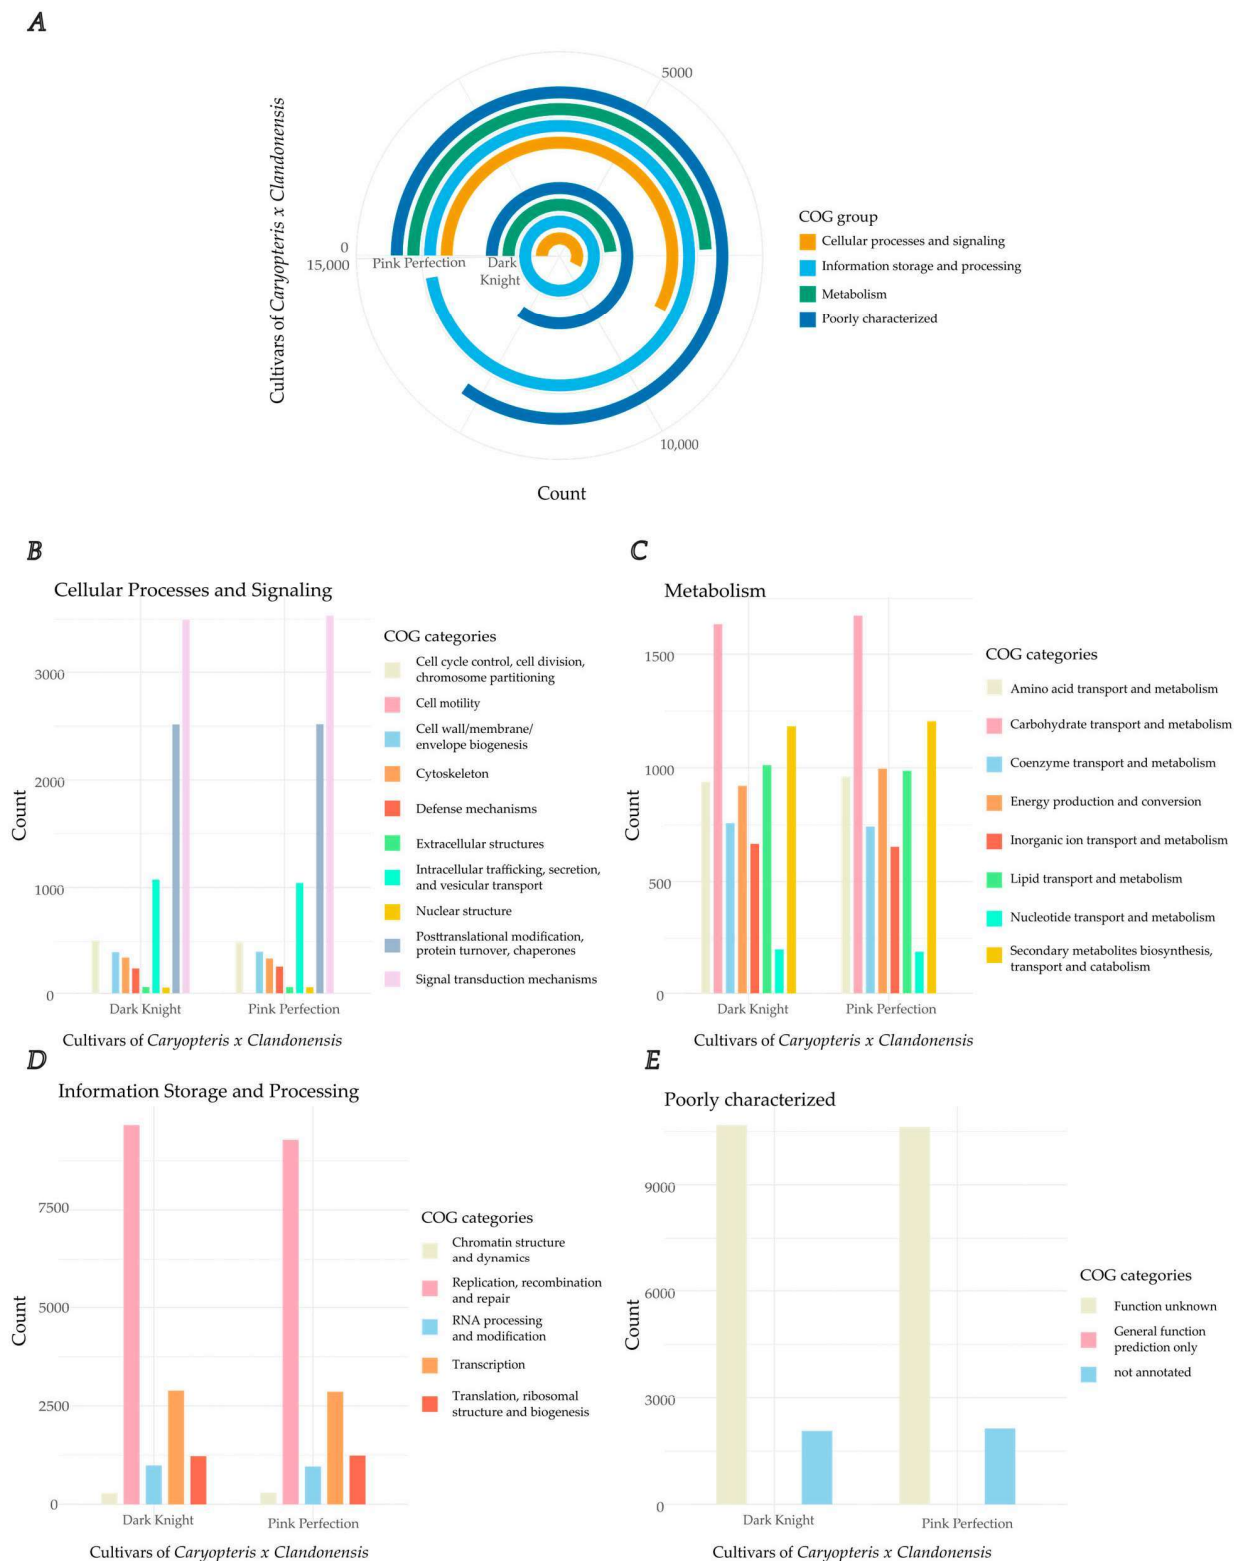 A
5000
Cultivars of Caryopteris x Clandonensis
0
15,000
Pink Perfection
Dark
Knight
10,000
Count
COG group
Cellular processes and signaling
Information storage and processing
Metabolism
Poorly characterized
B
Cellular Processes and Signaling
3000
2000
1000
0
Count
Dark Knight
Pink Perfection
Cultivars of Caryopteris x Clandonensis
COG categories
Cell cycle control, cell division,
chromosome partitioning
Cell motility
Cell wall/membrane/
envelope biogenesis
Cytoskeleton
Defense mechanisms
Extracellular structures
Intracellular trafficking, secretion,
and vesicular transport
Nuclear structure
Posttranslational modification,
protein turnover, chaperones
Signal transduction mechanisms
C
Metabolism
1500
1000
500
0
Count
Dark Knight
Pink Perfection
Cultivars of Caryopteris x Clandonensis
COG categories
Amino acid transport and metabolism
Carbohydrate transport and metabolism
Coenzyme transport and metabolism
Energy production and conversion
Inorganic ion transport and metabolism
Lipid transport and metabolism
Nucleotide transport and metabolism
Secondary metabolites biosynthesis,
transport and catabolism
D
Information Storage and Processing
7500
5000
2500
0
Count
Dark Knight
Pink Perfection
Cultivars of Caryopteris x Clandonensis
COG categories
Chromatin structure
and dynamics
Replication, recombination
and repair
RNA processing
and modification
Transcription
Translation, ribosomal
structure and biogenesis
E
Poorly characterized
9000
6000
3000
0
Count
Dark Knight
Pink Perfection
Cultivars of Caryopteris x Clandonensis
COG categories
Function unknown
General function
prediction only
not annotated